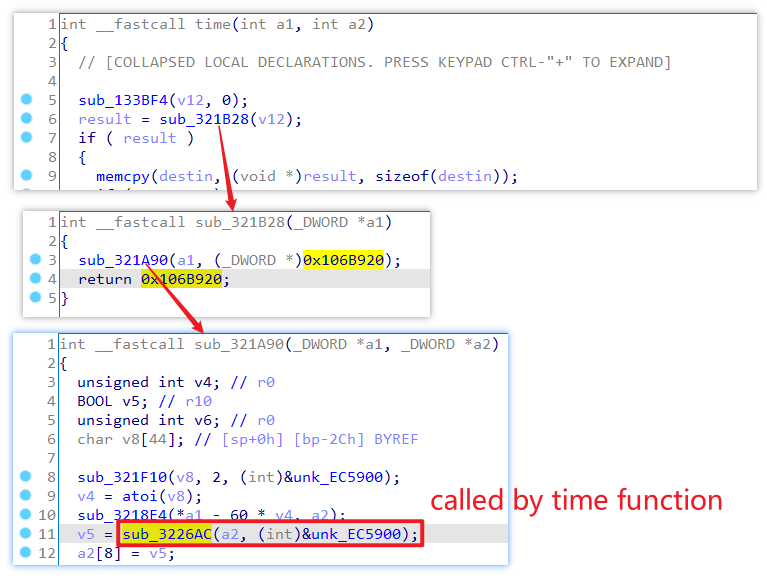 1 int __fastcall time(int a1, int a2)
2 {
3 // [COLLAPSED LOCAL DECLARATIONS. PRESS KEYPAD CTRL-"+" TO EXPAND]
4
5 sub_133BF4(v12, 0);
6 result = sub_321B28(v12);
7 if ( result )
8 {
9 memcpy(destin, (void *)result, sizeof(destin));
1 int __fastcall sub_321B28(_DWORD *a1)
2 {
3 sub_321A90(a1, (_DWORD *)0x106B920);
4 return 0x106B920;
5 }
1 int __fastcall sub_321A90(_DWORD *a1, _DWORD *a2)
2 {
3 unsigned int v4; // r0
4 BOOL v5; // r10
5 unsigned int v6; // r0
6 char v8[44]; // [sp+0h] [bp-2Ch] BYREF
7
8 sub_321F10(v8, 2, (int)&unk_EC5900);
9 v4 = atoi(v8);
10 sub_3218E4(*a1 - 60 * v4, a2);
11 v5 = sub_3226AC(a2, (int)&unk_EC5900);
12 a2[8] = v5;
called by time function